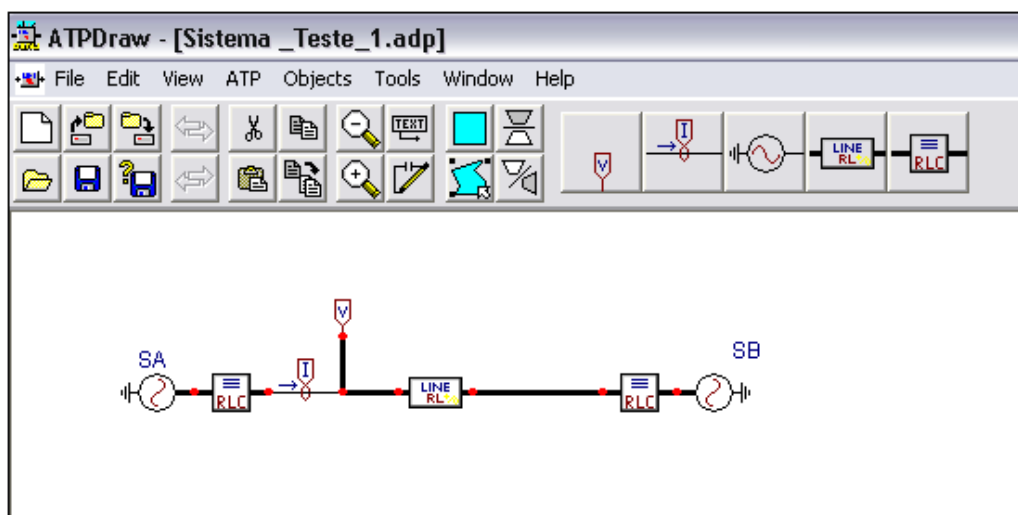 ATPDraw - [Sistema _Teste_1.adp]
File Edit View ATP Objects Tools Window Help
TEXT
I
V
LINE
RL%
RLC
V
SA
SB
I
RLC
LINE
RL%
RLC